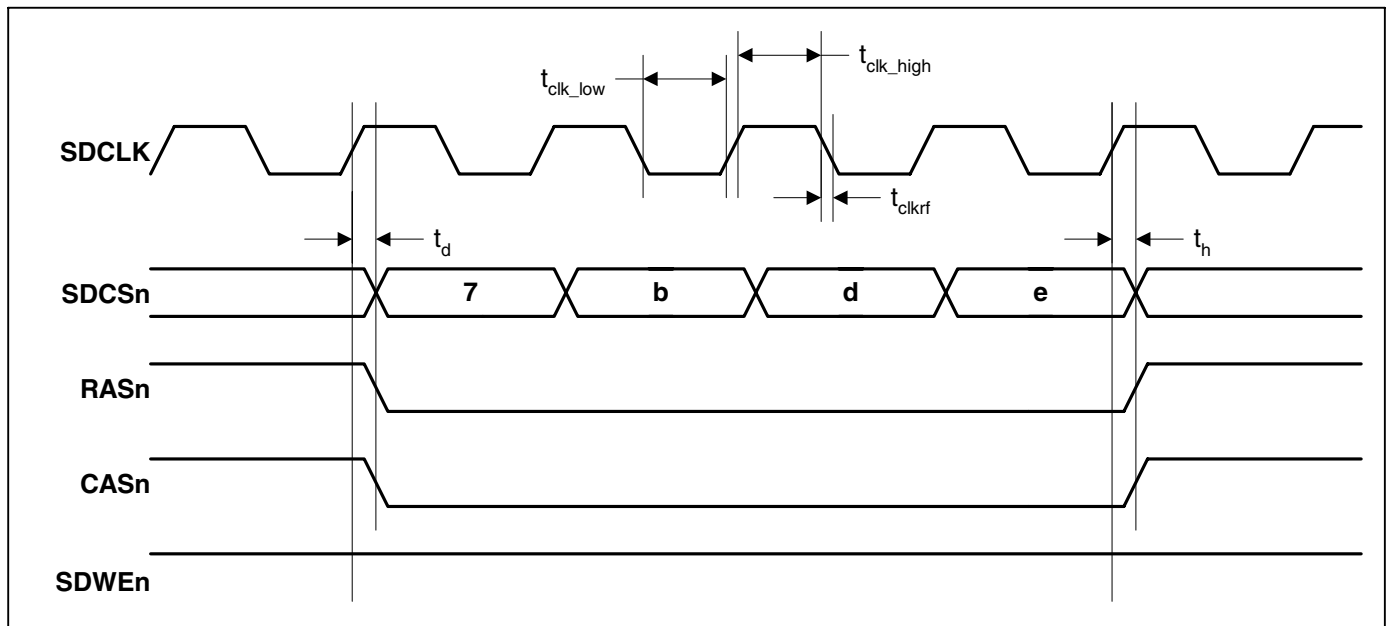 t_clk_high
t_clk_low
SDCLK
t_clkrf
t_d
t_h
SDCSn
7 b d e
RASn
CASn
SDWEn